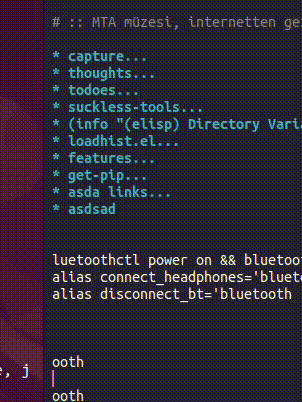 # :: MTA müzesi, internetten ge
* capture...
* thoughts...
* todoes...
* suckless-tools...
* (info "(elisp) Directory Varia
* loadhist.el...
* features...
* get-pip...
* asda links...
* asdsad
luetoothctl power on && bluetoot
alias connect_headphones='blueto
alias disconnect_bt='bluetooth
ooth
e, j
ooth